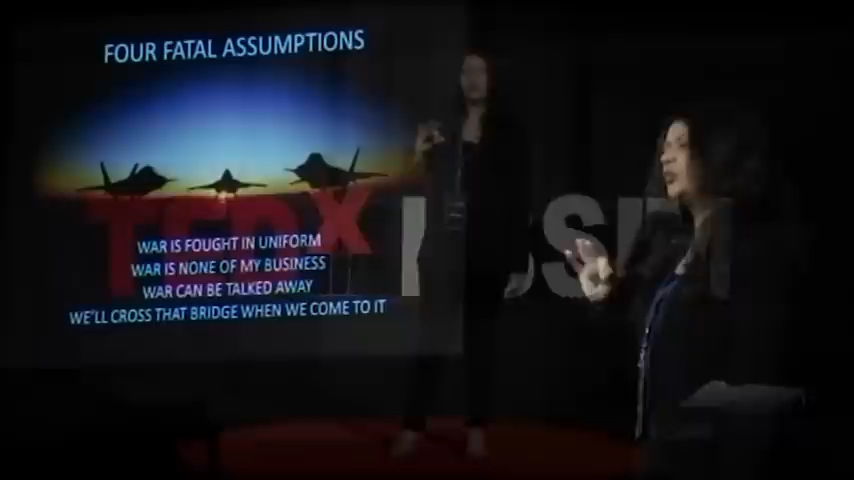 FOUR FATAL ASSUMPTIONS
WAR IS FOUGHT IN UNIFORM
WAR IS NONE OF MY BUSINESS
WAR CAN BE TALKED AWAY
WE'LL CROSS THAT BRIDGE WHEN WE COME TO IT
TEDX